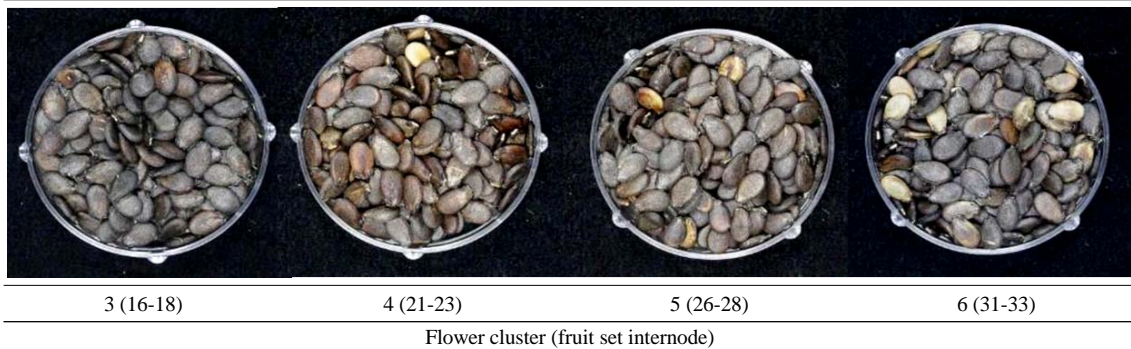 3 (16-18) 4 (21-23) 5 (26-28) 6 (31-33)
Flower cluster (fruit set internode)